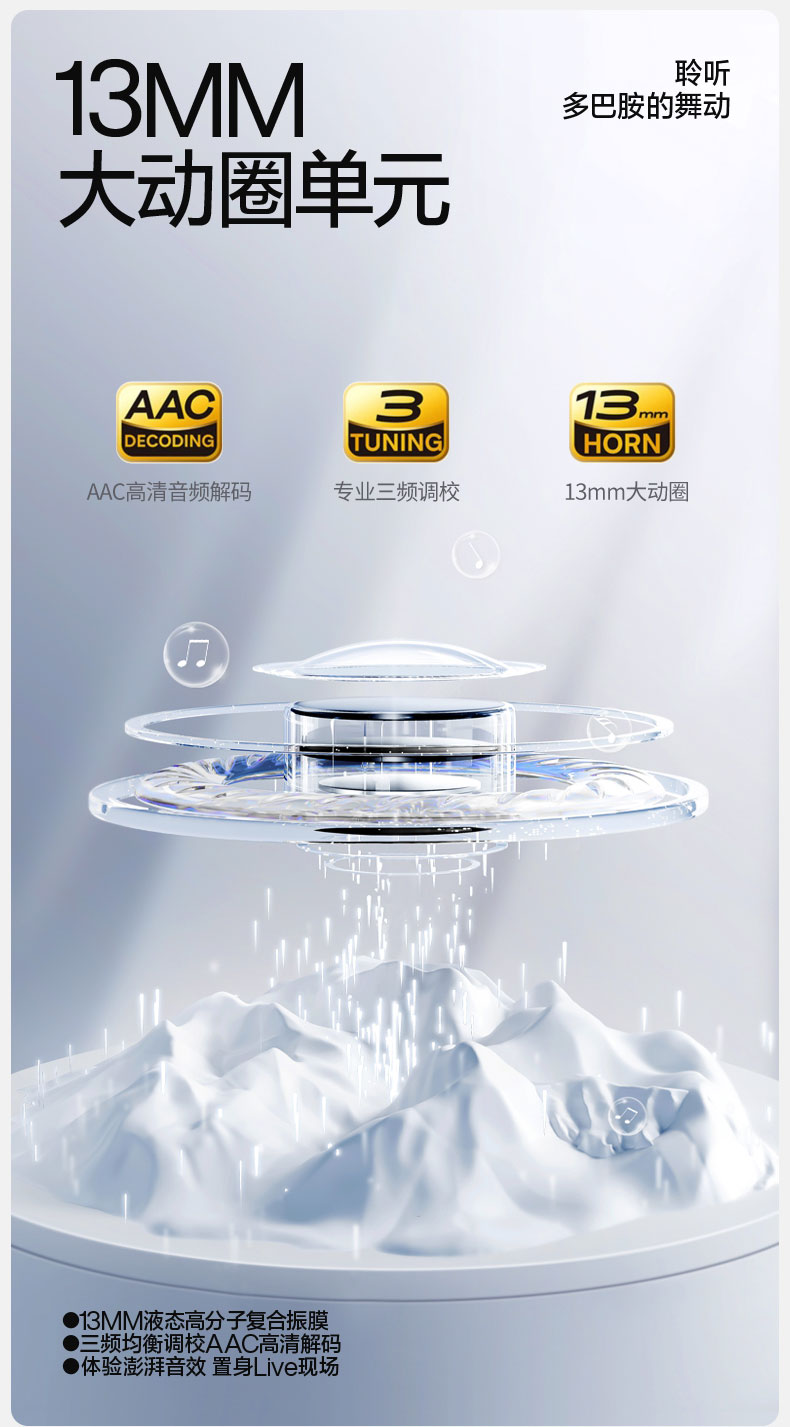 13MM
大动圈单元
聆听
多巴胺的舞动
AAC
DECODING
3
TUNING
13mm
HORN
AAC高清音频解码
专业三频调校
13mm大动圈
●13MM液态高分子复合振膜
●三频均衡调校AAC高清解码
●体验澎湃音效 置身Live现场